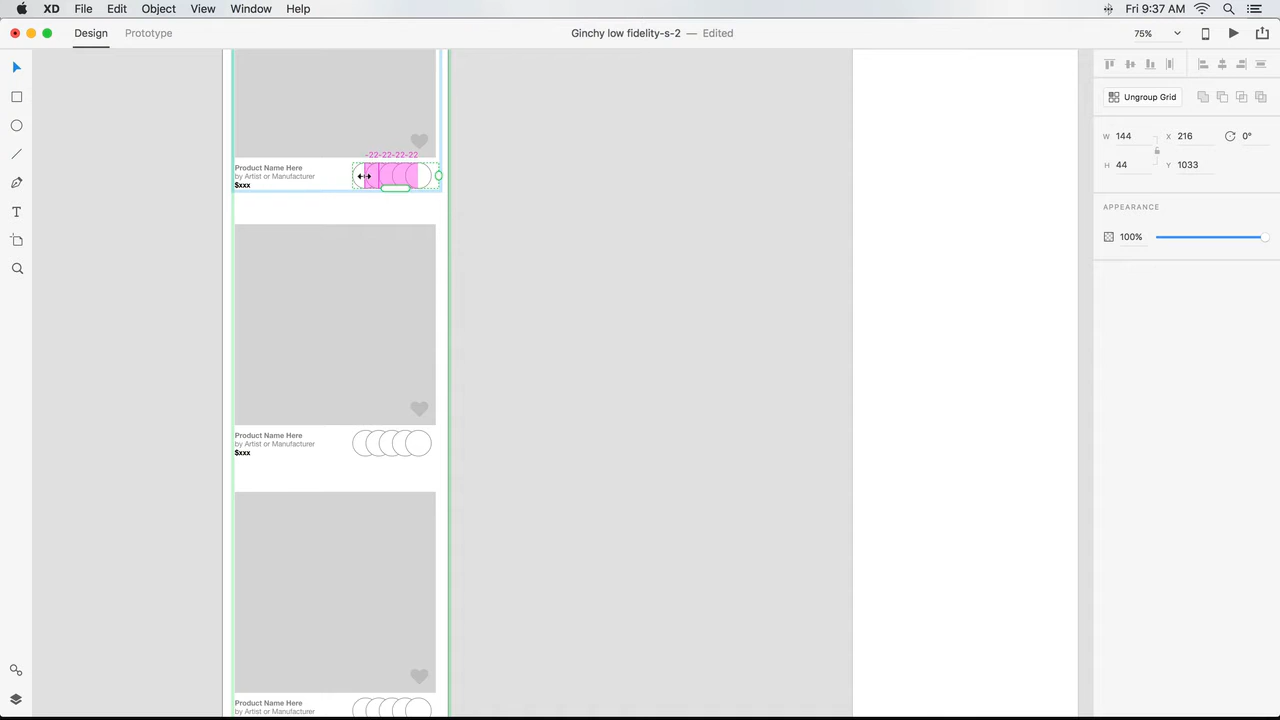 XD File Edit Object View Window Help Fri 9:37 AM
Design Prototype Ginchy low fidelity-s-2 — Edited 75%
Ungroup Grid
W 144 X 216 0°
H 44 Y 1033
APPEARANCE
100%
-22-22-22-22
Product Name Here
by Artist or Manufacturer
$xxx
Product Name Here
by Artist or Manufacturer
$xxx
Product Name Here
by Artist or Manufacturer